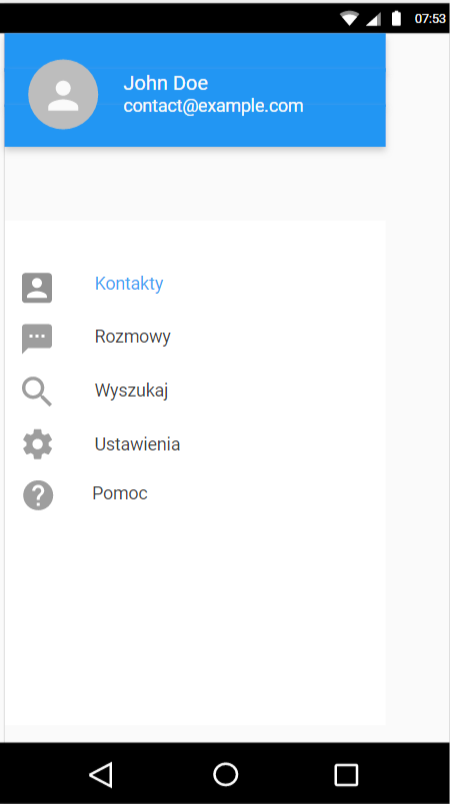 07:53
John Doe
contact@example.com
Kontakty
Rozmowy
Wyszukaj
Ustawienia
Pomoc